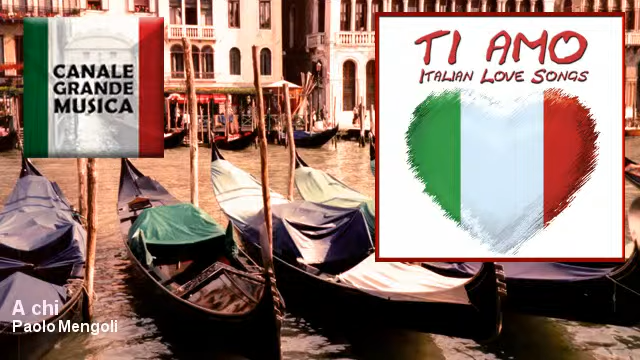 CANALE
GRANDE
MUSICA
TI AMO
ITALIAN LOVE SONGS
A chi
Paolo Mengoli